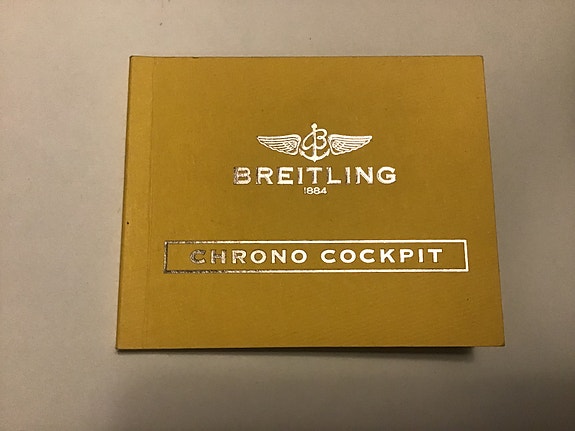 B
BREITLING
1884
CHRONO COCKPIT